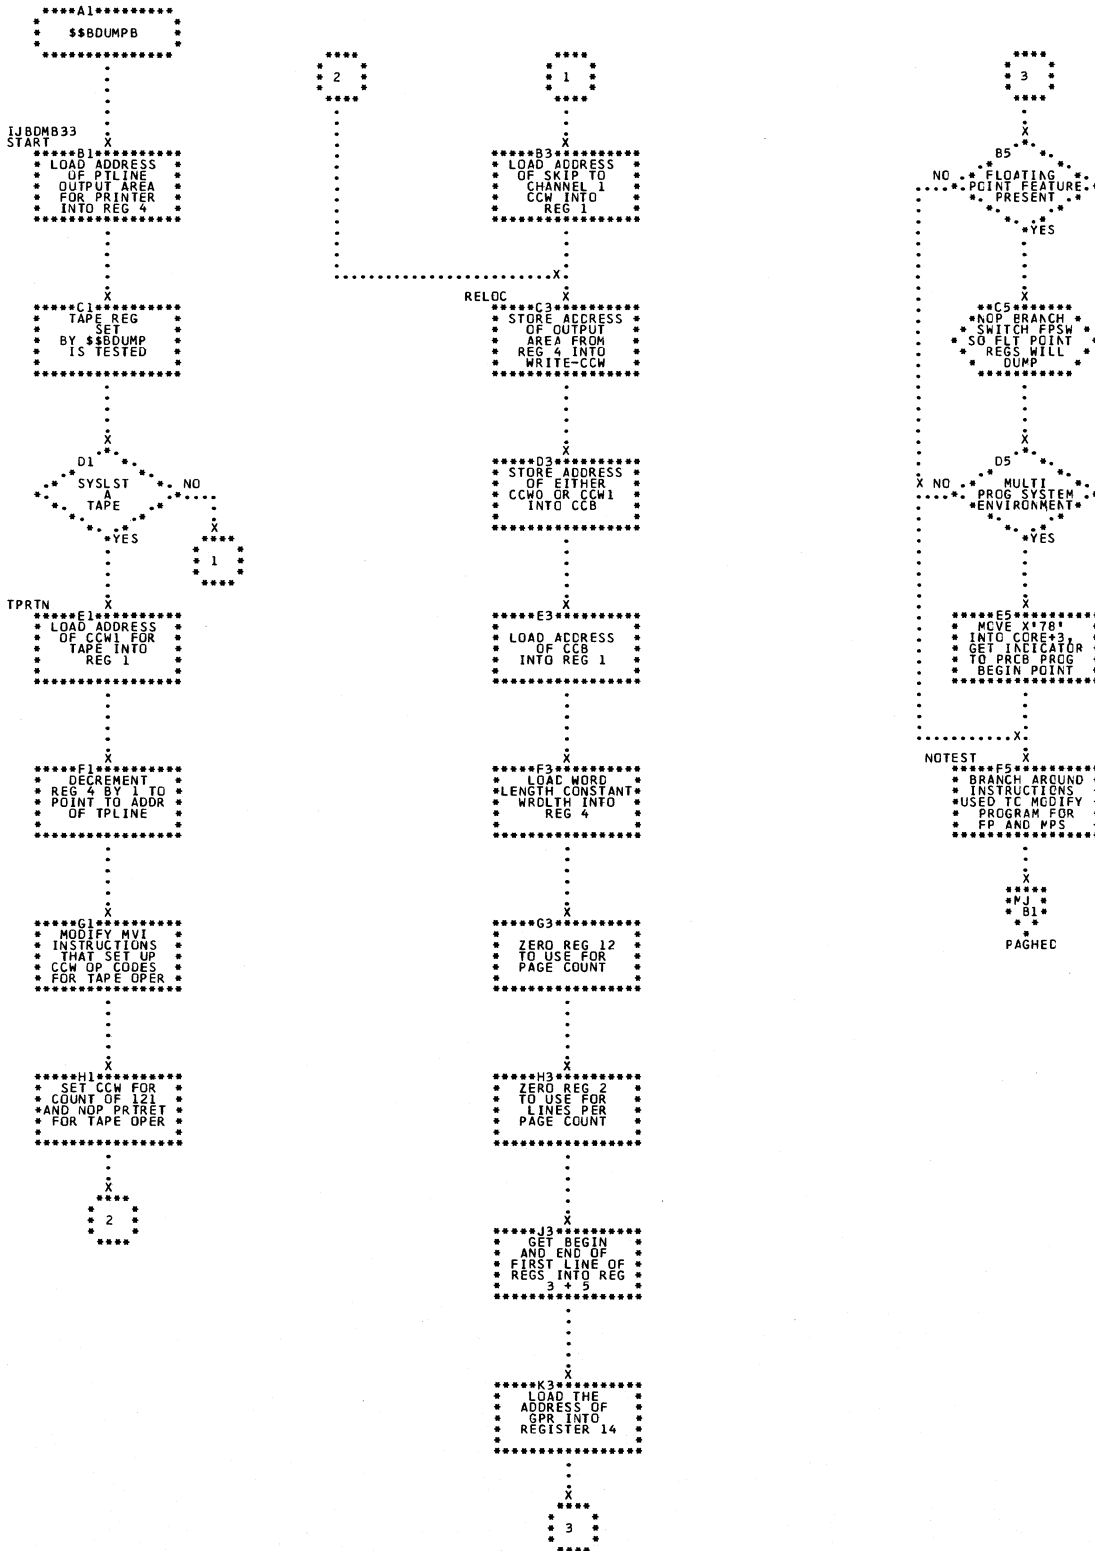 A1
$$BDUMPB
IJBDMB33
START
B1
LOAD ADDRESS
OF PTLINE
OUTPUT AREA
FOR PRINTER
INTO REG 4
C1
TAPE REG
SET
BY $$BDUMP
IS TESTED
D1
SYSLST
A
TAPE
NO
YES
1
TPRTN
E1
LOAD ADDRESS
OF CCW1 FOR
TAPE INTO
REG 1
F1
DECREMENT
REG 4 BY 1 TO
POINT TO ADDR
OF TPLINE
G1
MODIFY MVI
INSTRUCTIONS
THAT SET UP
CCW OP CODES
FOR TAPE OPER
H1
SET CCW FOR
COUNT OF 121
AND NOP PRTRET
FOR TAPE OPER
2
2
1
B3
LOAD ADDRESS
OF SKIP TO
CHANNEL 1
CCW INTO
REG 1
RELOC
C3
STORE ADDRESS
OF OUTPUT
AREA FROM
REG 4 INTO
WRITE-CCW
D3
STORE ADDRESS
OF EITHER
CCW0 OR CCW1
INTO CCB
E3
LOAD ADDRESS
OF CCB
INTO REG 1
F3
LOAD WORD
LENGTH CONSTANT
WRDLTH INTO
REG 4
G3
ZERO REG 12
TO USE FOR
PAGE COUNT
H3
ZERO REG 2
TO USE FOR
LINES PER
PAGE COUNT
J3
GET BEGIN
AND END OF
FIRST LINE OF
REGS INTO REG
3 + 5
K3
LOAD THE
ADDRESS OF
GPR INTO
REGISTER 14
3
3
B5
NO
FLOATING
POINT FEATURE
PRESENT
YES
C5
NOP BRANCH
SWITCH FPSW
SO FLT POINT
REGS WILL
DUMP
D5
NO
MULTI
PROG SYSTEM
ENVIRONMENT
YES
E5
MOVE X'78'
INTO CORE+3,
GET INDICATOR
TO PRCB PROG
BEGIN POINT
NOTEST
F5
BRANCH AROUND
INSTRUCTIONS
USED TO MODIFY
PROGRAM FOR
FP AND MPS
MJ
B1
PAGHED